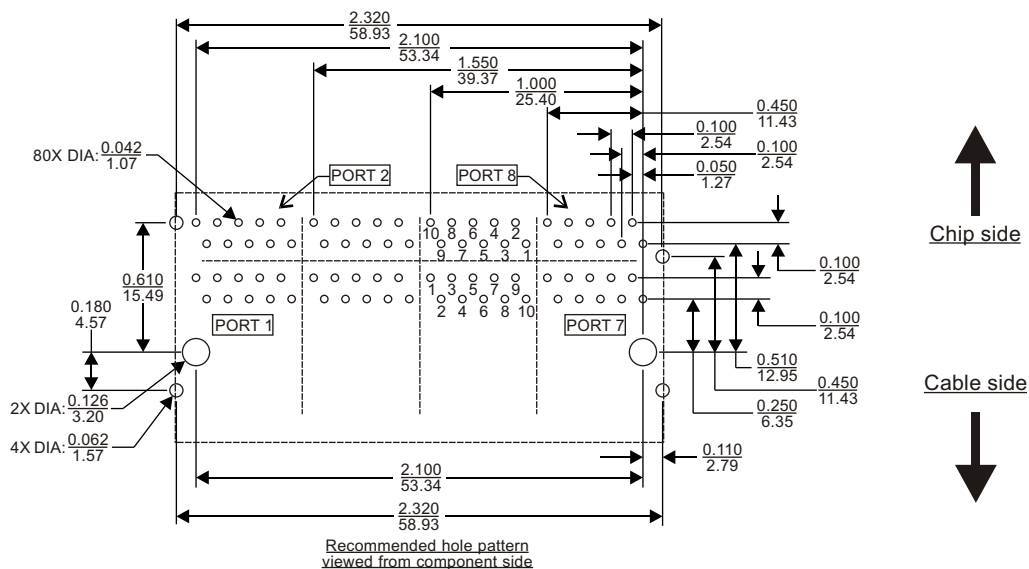 2.320
58.93
2.100
53.34
1.550
39.37
1.000
25.40
0.450
11.43
0.100
2.54
0.100
2.54
0.050
1.27
80X DIA: 0.042
1.07
PORT 2
PORT 8
10 8 6 4 2
9 7 5 3 1
Chip side
0.610
15.49
0.100
2.54
1 3 5 7 9
2 4 6 8 10
0.180
4.57
PORT 1
PORT 7
0.100
2.54
0.510
12.95
0.450
11.43
0.250
6.35
Cable side
2X DIA: 0.126
3.20
4X DIA: 0.062
1.57
0.110
2.79
2.100
53.34
2.320
58.93
Recommended hole pattern
viewed from component side